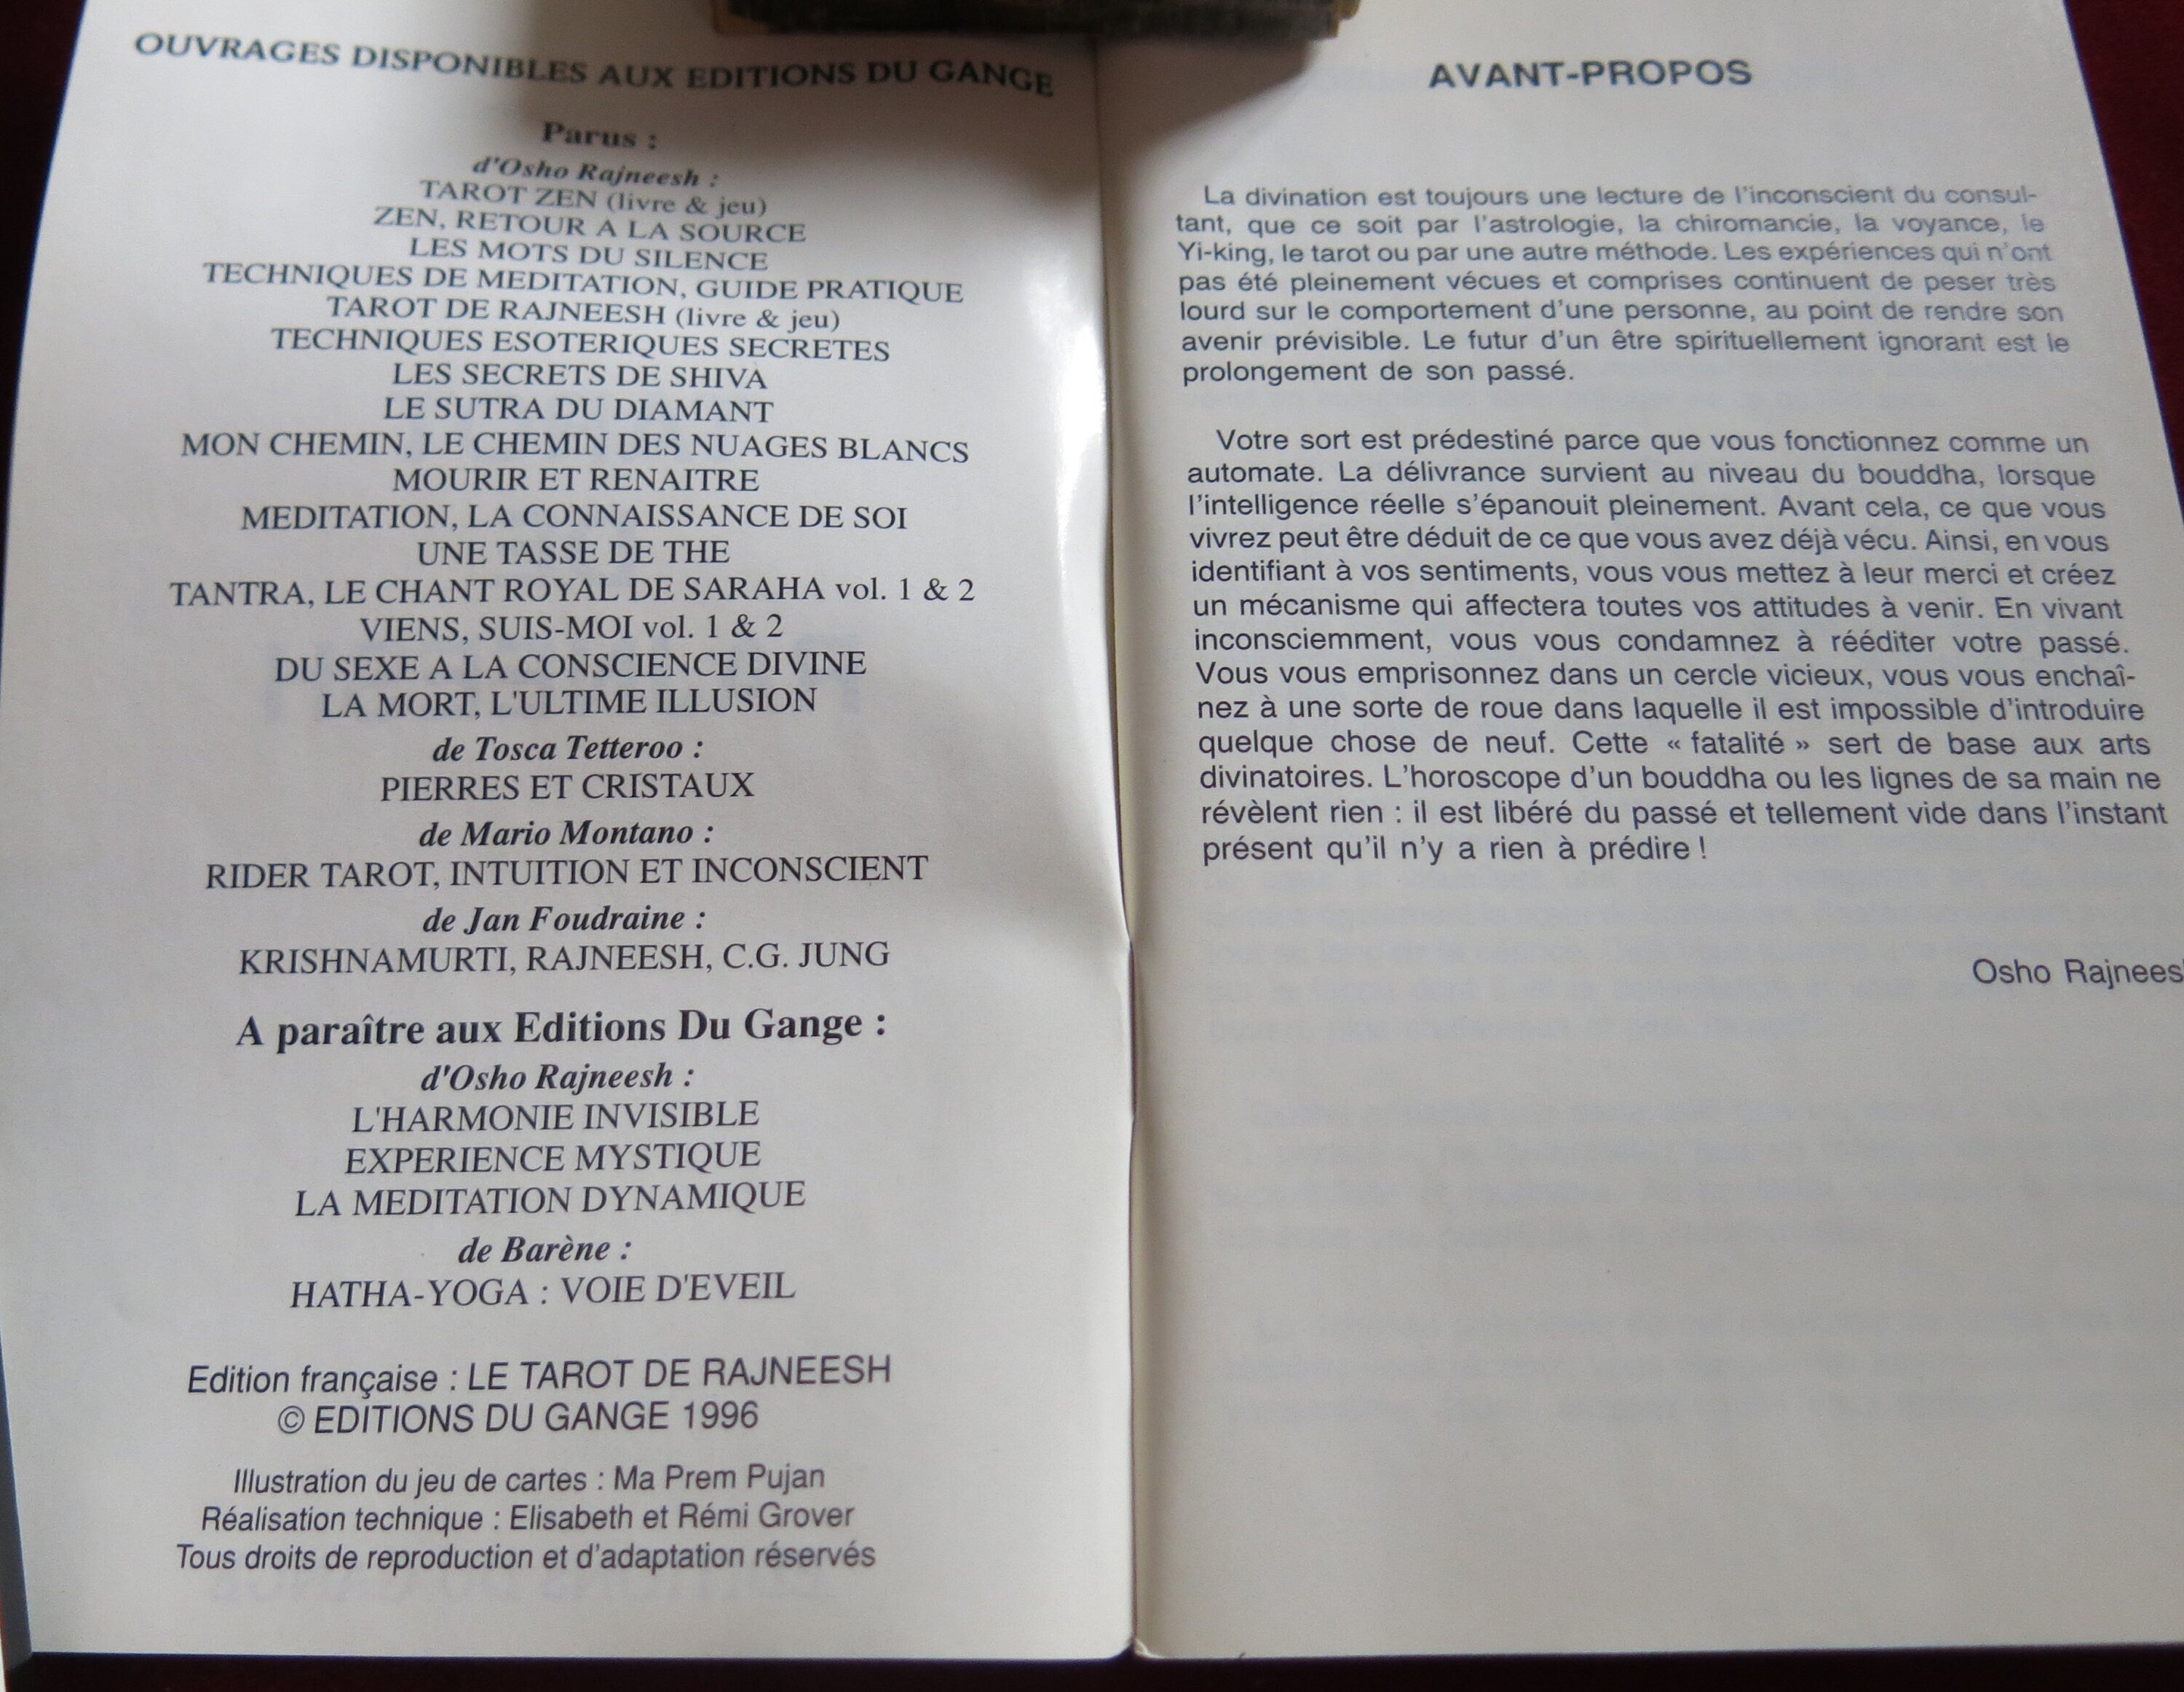 OUVRAGES DISPONIBLES AUX EDITIONS DU GANGE
Parus :
d'Osho Rajneesh :
TAROT ZEN (livre & jeu)
ZEN, RETOUR A LA SOURCE
LES MOTS DU SILENCE
TECHNIQUES DE MEDITATION, GUIDE PRATIQUE
TAROT DE RAJNEESH (livre & jeu)
TECHNIQUES ESOTERIQUES SECRETES
LES SECRETS DE SHIVA
LE SUTRA DU DIAMANT
MON CHEMIN, LE CHEMIN DES NUAGES BLANCS
MOURIR ET RENAITRE
MEDITATION, LA CONNAISSANCE DE SOI
UNE TASSE DE THE
TANTRA, LE CHANT ROYAL DE SARAHA vol. 1 & 2
VIENS, SUIS-MOI vol. 1 & 2
DU SEXE A LA CONSCIENCE DIVINE
LA MORT, L'ULTIME ILLUSION
de Tosca Tetteroo :
PIERRES ET CRISTAUX
de Mario Montano :
RIDER TAROT, INTUITION ET INCONSCIENT
de Jan Foudraine :
KRISHNAMURTI, RAJNEESH, C.G. JUNG
A paraître aux Editions Du Gange :
d'Osho Rajneesh :
L'HARMONIE INVISIBLE
EXPERIENCE MYSTIQUE
LA MEDITATION DYNAMIQUE
de Barène :
HATHA-YOGA : VOIE D'EVEIL
Edition française : LE TAROT DE RAJNEESH
© EDITIONS DU GANGE 1996
Illustration du jeu de cartes : Ma Prem Pujan
Réalisation technique : Elisabeth et Rémi Grover
Tous droits de reproduction et d'adaptation réservés
AVANT-PROPOS
La divination est toujours une lecture de l'inconscient du consul-
tant, que ce soit par l'astrologie, la chiromancie, la voyance, le
Yi-king, le tarot ou par une autre méthode. Les expériences qui n'ont
pas été pleinement vécues et comprises continuent de peser très
lourd sur le comportement d'une personne, au point de rendre son
avenir prévisible. Le futur d'un être spirituellement ignorant est le
prolongement de son passé.
Votre sort est prédestiné parce que vous fonctionnez comme un
automate. La délivrance survient au niveau du bouddha, lorsque
l'intelligence réelle s'épanouit pleinement. Avant cela, ce que vous
vivrez peut être déduit de ce que vous avez déjà vécu. Ainsi, en vous
identifiant à vos sentiments, vous vous mettez à leur merci et créez
un mécanisme qui affectera toutes vos attitudes à venir. En vivant
inconsciemment, vous vous condamnez à rééditer votre passé.
Vous vous emprisonnez dans un cercle vicieux, vous vous enchaî-
nez à une sorte de roue dans laquelle il est impossible d'introduire
quelque chose de neuf. Cette « fatalité » sert de base aux arts
divinatoires. L'horoscope d'un bouddha ou les lignes de sa main ne
révèlent rien : il est libéré du passé et tellement vide dans l'instant
présent qu'il n'y a rien à prédire !
Osho Rajnees